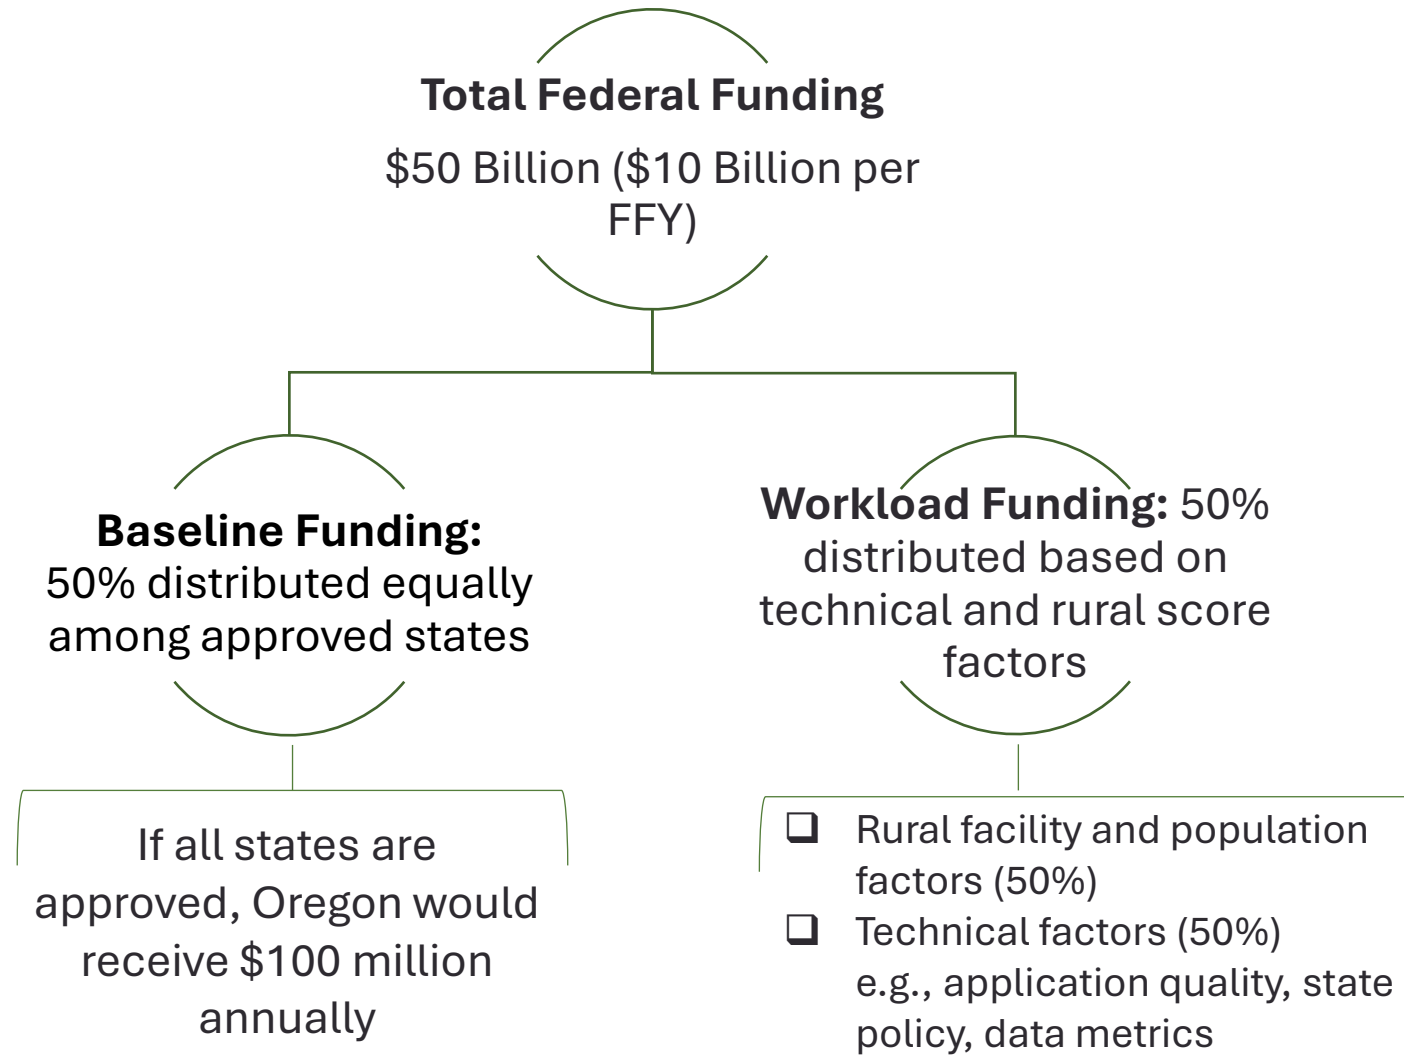 Total Federal Funding
$50 Billion ($10 Billion per
FFY)
Baseline Funding:
50% distributed equally
among approved states
Workload Funding: 50%
distributed based on
technical and rural score
factors
If all states are
approved, Oregon would
receive $100 million
annually
❑ Rural facility and population
factors (50%)
❑ Technical factors (50%)
e.g., application quality, state
policy, data metrics